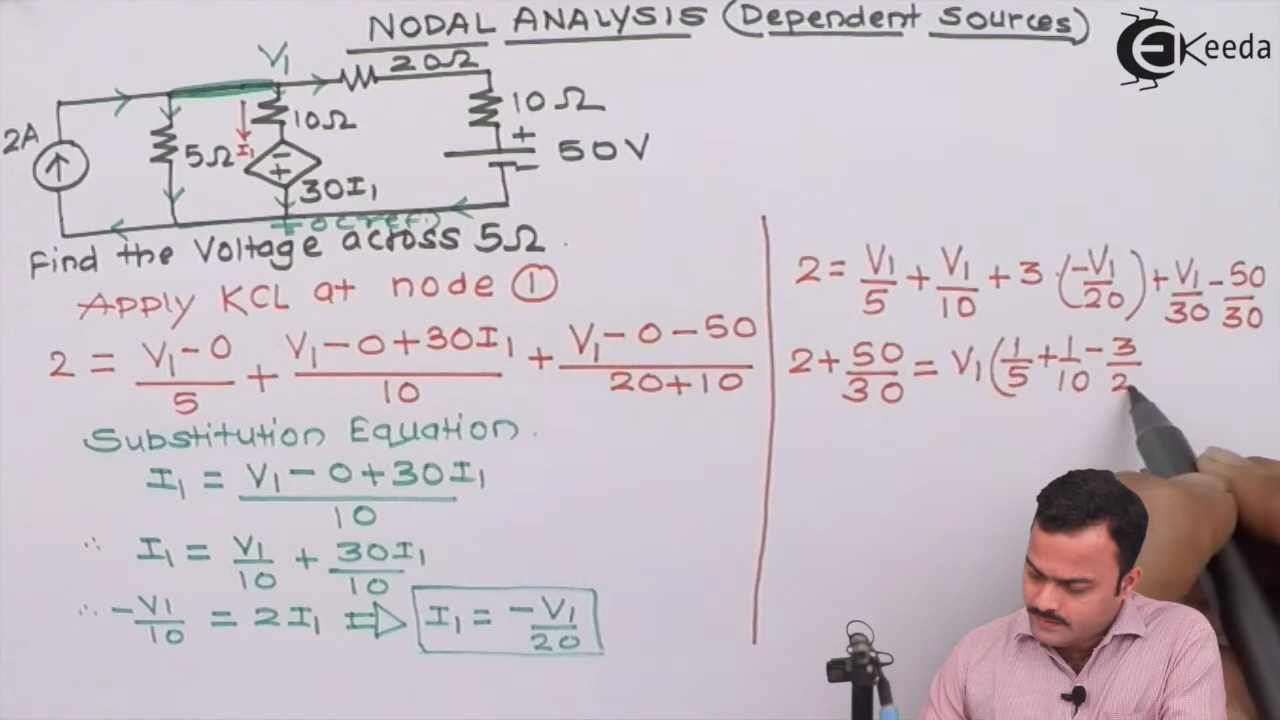 NODAL ANALYSIS (Dependent Sources)
EKeeda
V1
20Ω
2A
5Ω
I1
10Ω
30I1
10Ω
+
-
50V
-
+
Find the Voltage across 5Ω.
Apply KCL at node ①
2 = (V1-0)/5 + (V1-0+30I1)/10 + (V1-0-50)/(20+10)
Substitution Equation.
I1 = (V1-0+30I1)/10
∴ I1 = V1/10 + 30I1/10
∴ -V1/10 = 2I1 ⇒ I1 = -V1/20
2 = V1/5 + V1/10 + 3·(-V1/20) + V1/30 - 50/30
2 + 50/30 = V1(1/5 + 1/10 - 3/2